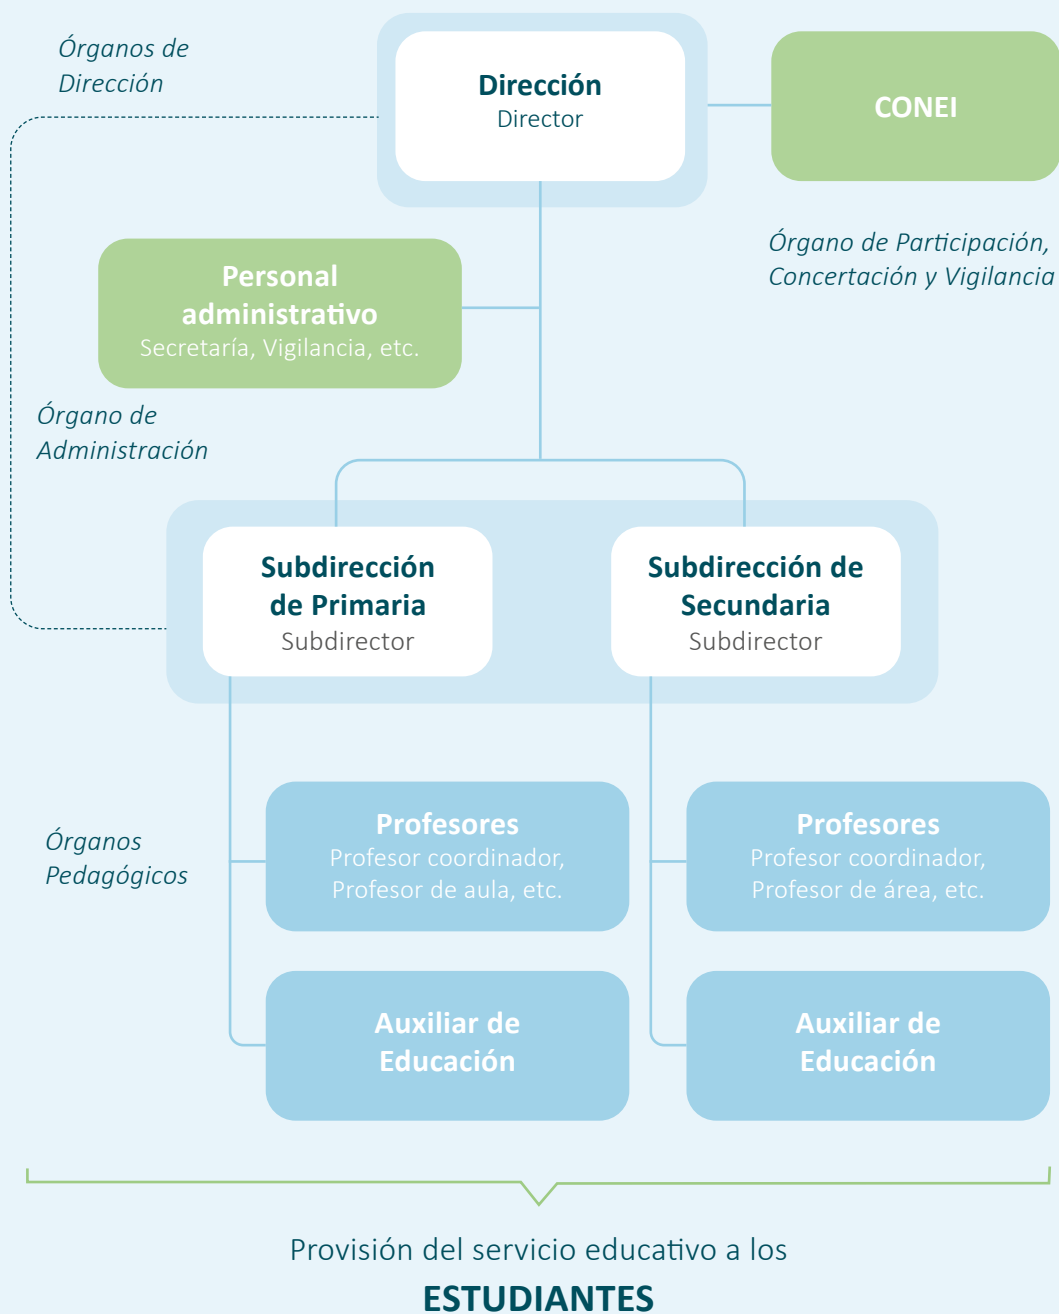 Órganos de
Dirección
Dirección
Director
CONEI
Órgano de Participación,
Concertación y Vigilancia
Personal
administrativo
Secretaría, Vigilancia, etc.
Órgano de
Administración
Subdirección
de Primaria
Subdirector
Subdirección de
Secundaria
Subdirector
Órganos
Pedagógicos
Profesores
Profesor coordinador,
Profesor de aula, etc.
Profesores
Profesor coordinador,
Profesor de área, etc.
Auxiliar de
Educación
Auxiliar de
Educación
Provisión del servicio educativo a los
ESTUDIANTES